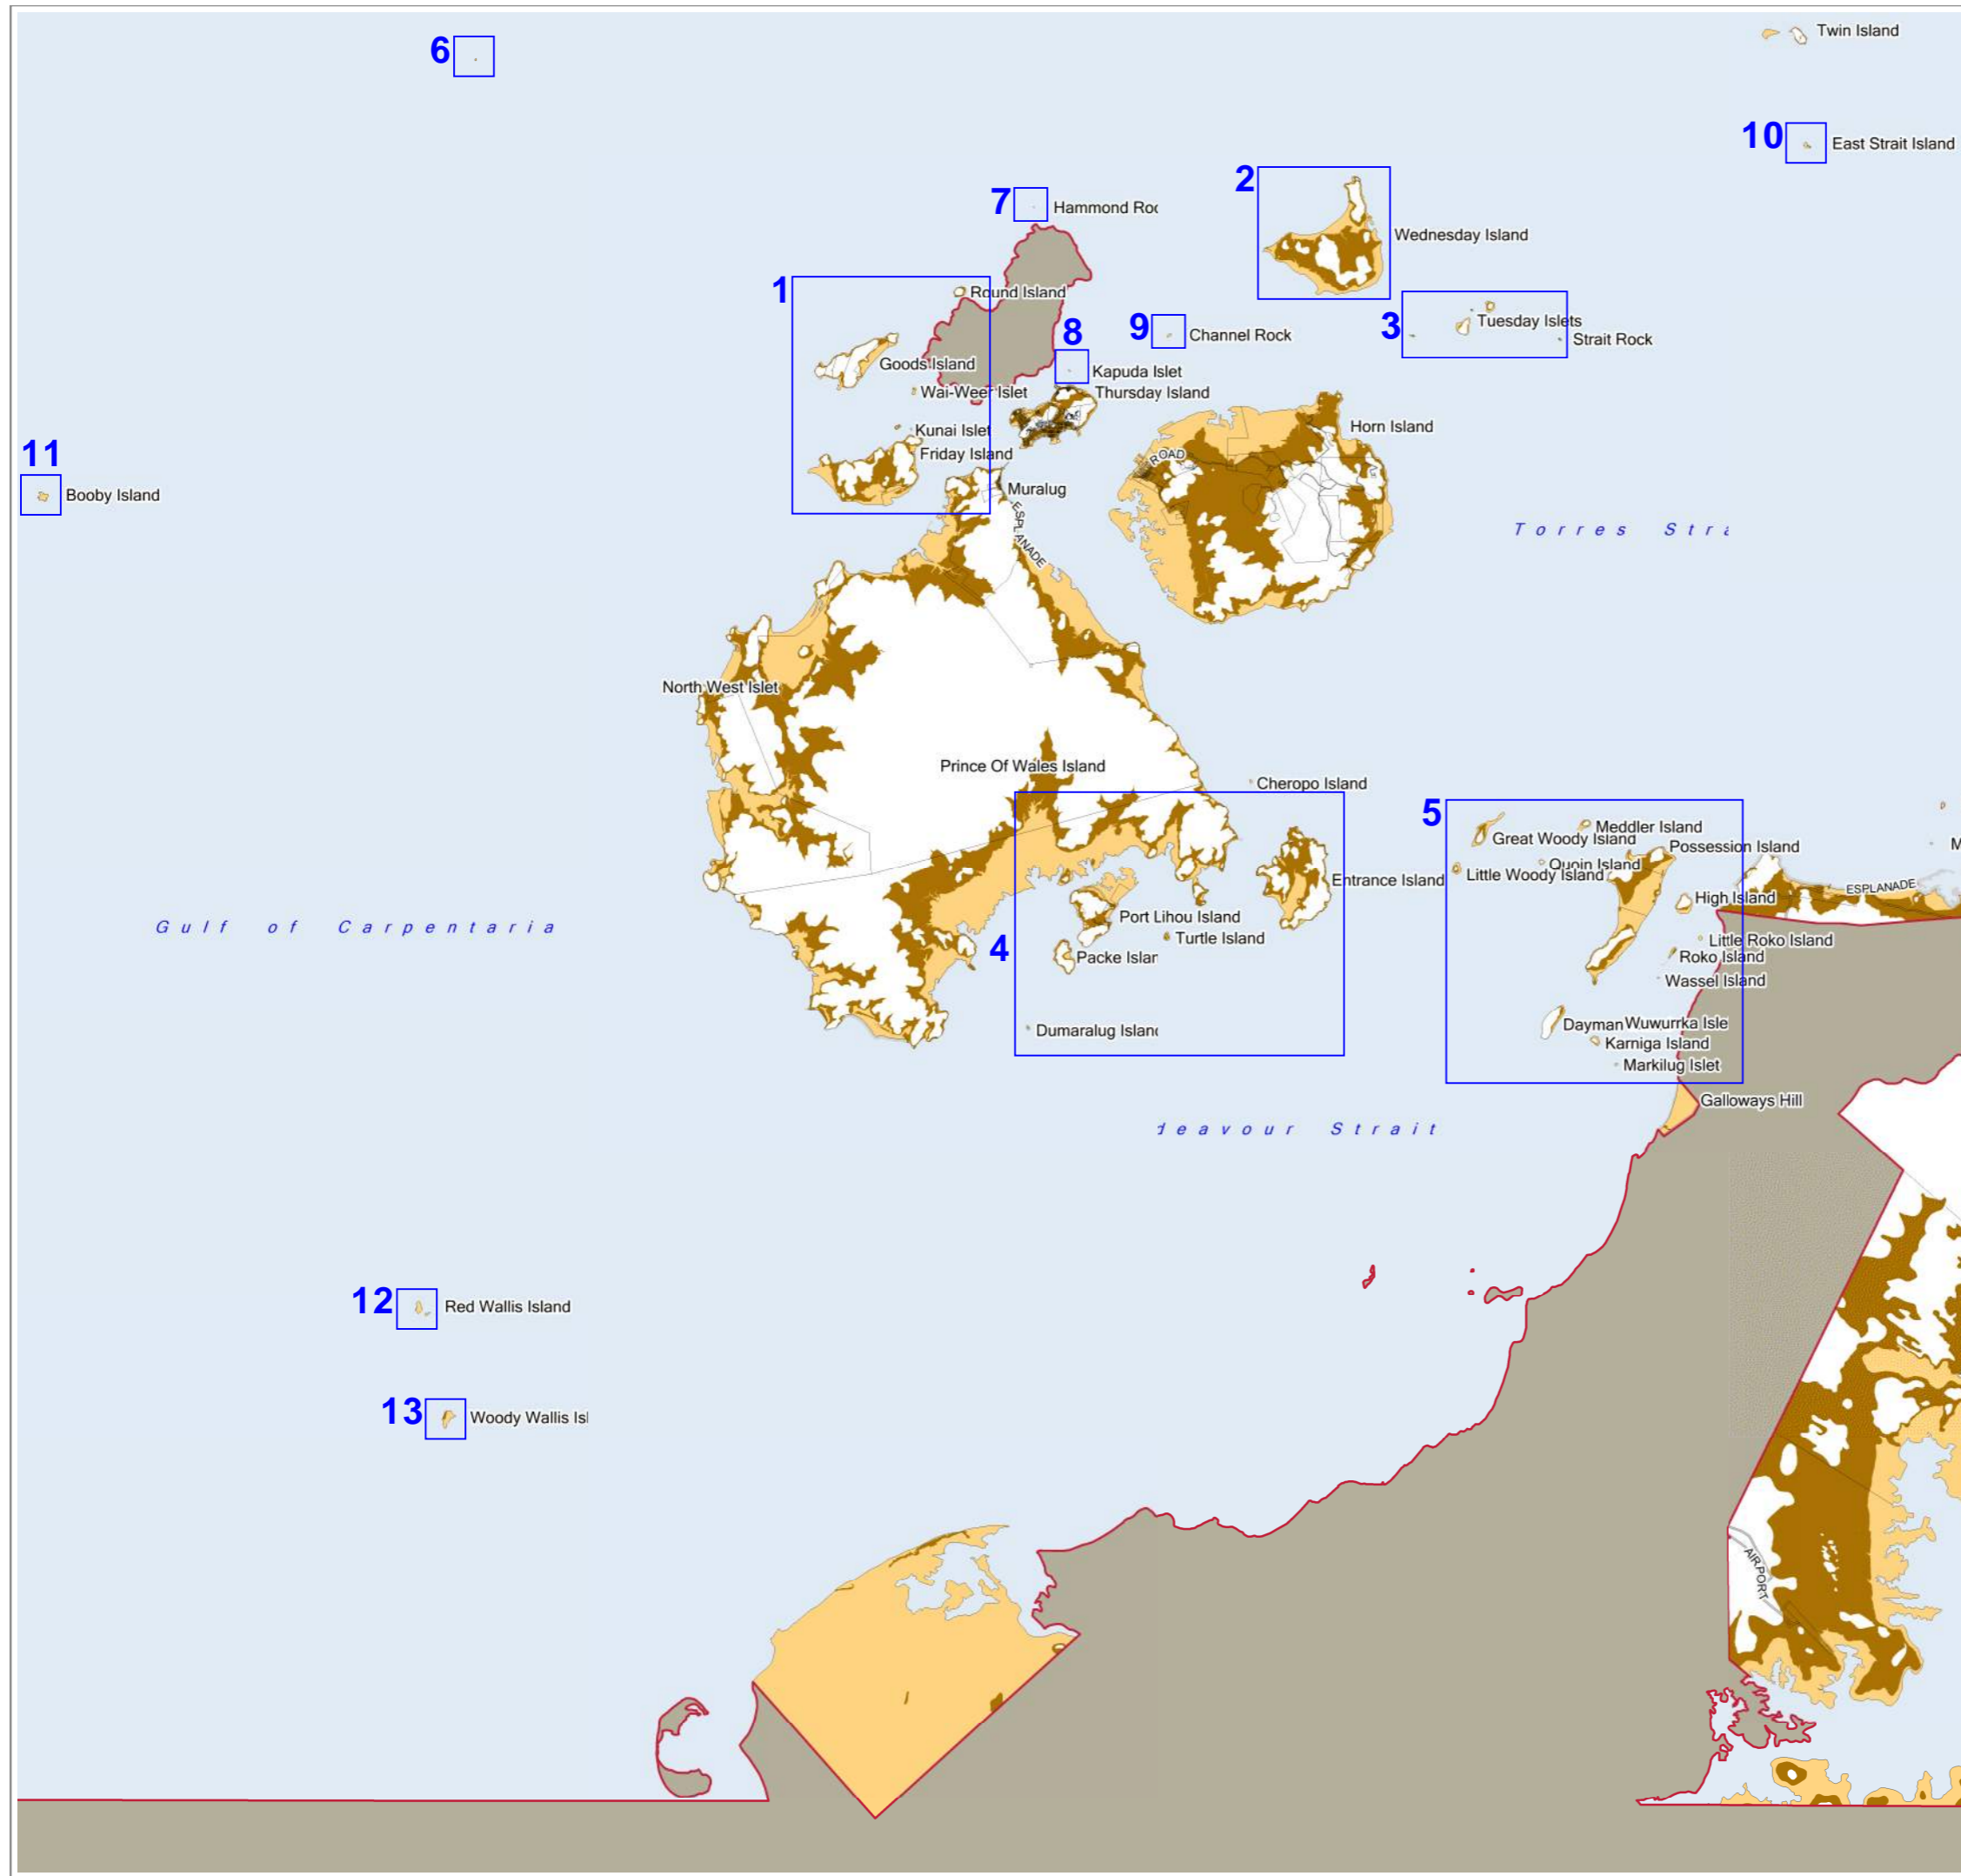 Twin Island
6
10
East Strait Island
2
7
Hammond Roc
Wednesday Island
1
Round Island
8
9
Channel Rock
3
Tuesday Islets
Strait Rock
Goods Island
Kapuda Islet
Wai-Weer Islet
Thursday Island
Kunai Islet
Horn Island
11
Friday Island
ROAD
Booby Island
Muralug
ESPLANADE
Torres Stra
North West Islet
Prince Of Wales Island
Cheropo Island
5
Meddler Island
Great Woody Island
Possession Island
M
Quoin Island
Little Woody Island
Entrance Island
ESPLANADE
High Island
Port Lihou Island
Gulf of Carpentaria
4
Turtle Island
Little Roko Island
Packe Islan
Roko Island
Wassel Island
Dumaralug Island
Dayman
Wuwurrka Isle
Karniga Island
Markilug Islet
Galloways Hill
deavour Strait
12
Red Wallis Island
13
Woody Wallis Isl
AIRPORT